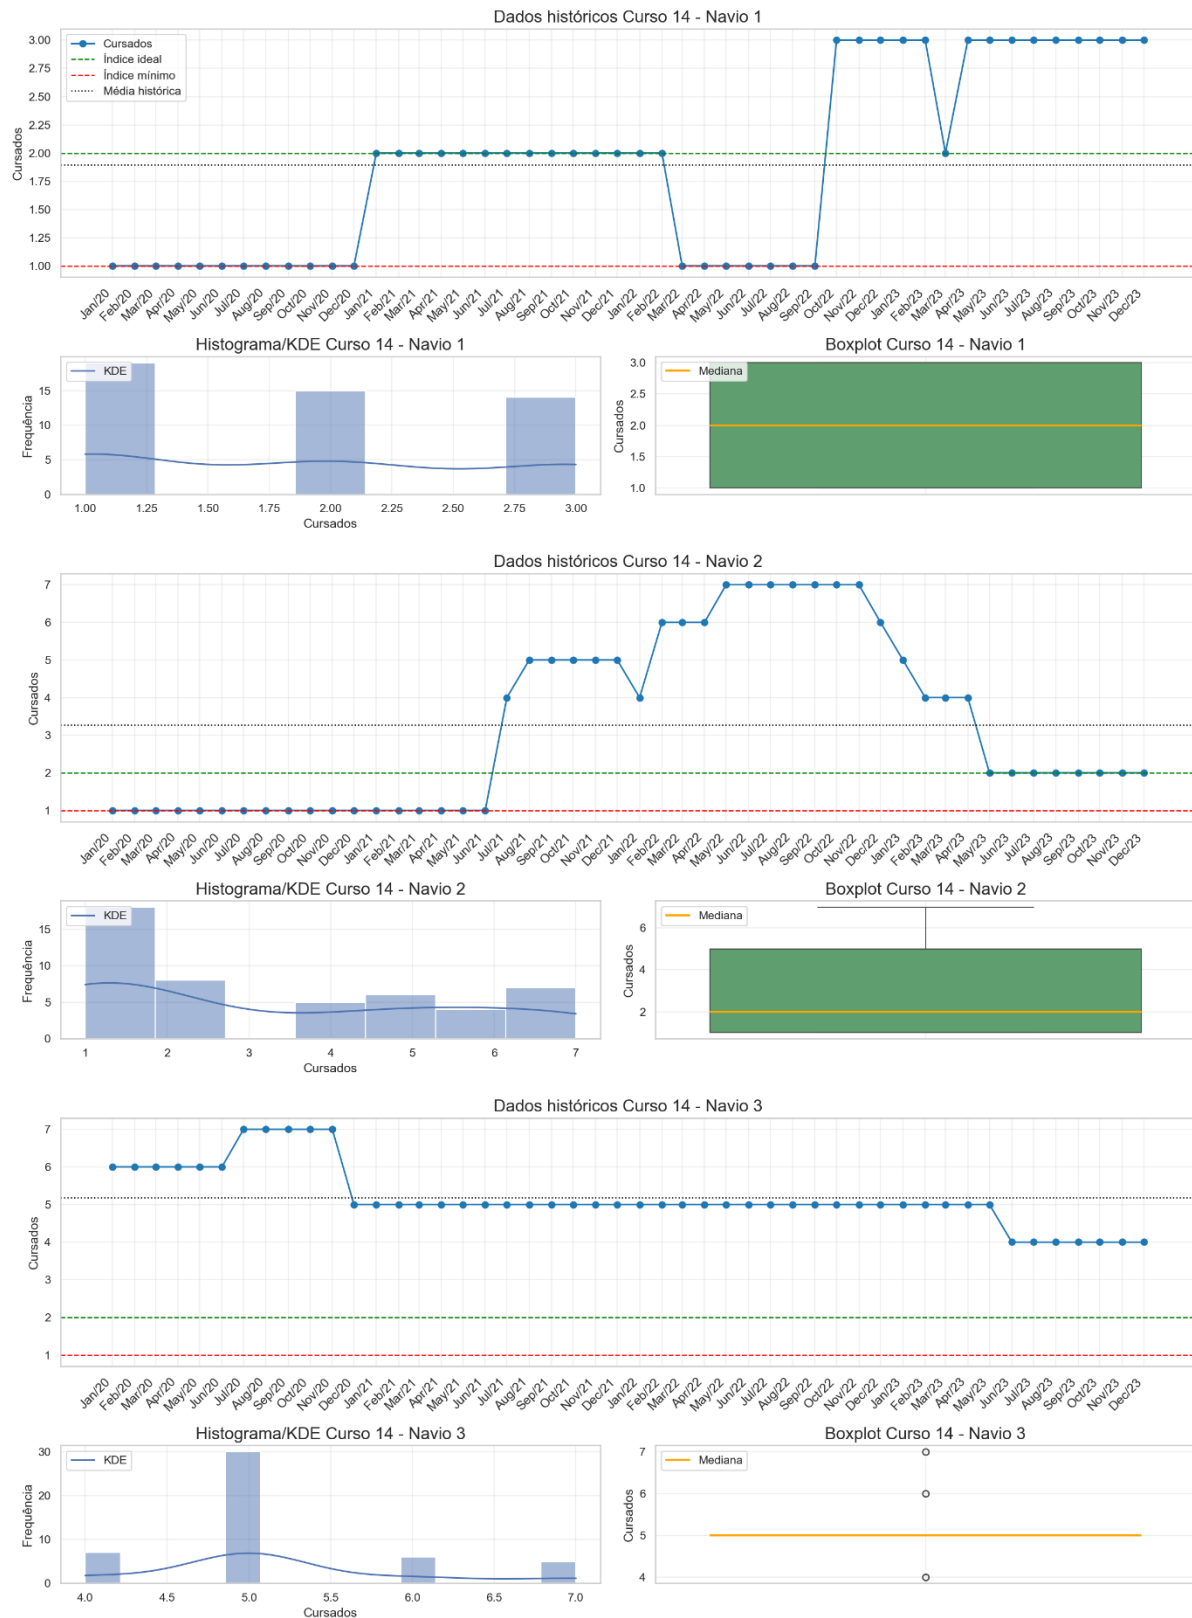 Dados históricos Curso 14 - Navio 1
Cursados
Índice ideal
Índice mínimo
Média histórica
Cursados
3.00
2.75
2.50
2.25
2.00
1.75
1.50
1.25
1.00
Jan/20 Feb/20 Mar/20 Apr/20 May/20 Jun/20 Jul/20 Aug/20 Sep/20 Oct/20 Nov/20 Dec/20 Jan/21 Feb/21 Mar/21 Apr/21 May/21 Jun/21 Jul/21 Aug/21 Sep/21 Oct/21 Nov/21 Dec/21 Jan/22 Feb/22 Mar/22 Apr/22 May/22 Jun/22 Jul/22 Aug/22 Sep/22 Oct/22 Nov/22 Dec/22 Jan/23 Feb/23 Mar/23 Apr/23 May/23 Jun/23 Jul/23 Aug/23 Sep/23 Oct/23 Nov/23 Dec/23
Histograma/KDE Curso 14 - Navio 1
KDE
Frequência
15
10
5
0
1.00 1.25 1.50 1.75 2.00 2.25 2.50 2.75 3.00
Cursados
Boxplot Curso 14 - Navio 1
Mediana
Cursados
3.0
2.5
2.0
1.5
1.0
Dados históricos Curso 14 - Navio 2
Cursados
7
6
5
4
3
2
1
Jan/20 Feb/20 Mar/20 Apr/20 May/20 Jun/20 Jul/20 Aug/20 Sep/20 Oct/20 Nov/20 Dec/20 Jan/21 Feb/21 Mar/21 Apr/21 May/21 Jun/21 Jul/21 Aug/21 Sep/21 Oct/21 Nov/21 Dec/21 Jan/22 Feb/22 Mar/22 Apr/22 May/22 Jun/22 Jul/22 Aug/22 Sep/22 Oct/22 Nov/22 Dec/22 Jan/23 Feb/23 Mar/23 Apr/23 May/23 Jun/23 Jul/23 Aug/23 Sep/23 Oct/23 Nov/23 Dec/23
Histograma/KDE Curso 14 - Navio 2
KDE
Frequência
15
10
5
0
1 2 3 4 5 6 7
Cursados
Boxplot Curso 14 - Navio 2
Mediana
Cursados
6
4
2
Dados históricos Curso 14 - Navio 3
Cursados
7
6
5
4
3
2
1
Jan/20 Feb/20 Mar/20 Apr/20 May/20 Jun/20 Jul/20 Aug/20 Sep/20 Oct/20 Nov/20 Dec/20 Jan/21 Feb/21 Mar/21 Apr/21 May/21 Jun/21 Jul/21 Aug/21 Sep/21 Oct/21 Nov/21 Dec/21 Jan/22 Feb/22 Mar/22 Apr/22 May/22 Jun/22 Jul/22 Aug/22 Sep/22 Oct/22 Nov/22 Dec/22 Jan/23 Feb/23 Mar/23 Apr/23 May/23 Jun/23 Jul/23 Aug/23 Sep/23 Oct/23 Nov/23 Dec/23
Histograma/KDE Curso 14 - Navio 3
KDE
Frequência
30
20
10
0
4.0 4.5 5.0 5.5 6.0 6.5 7.0
Cursados
Boxplot Curso 14 - Navio 3
Mediana
Cursados
7
6
5
4